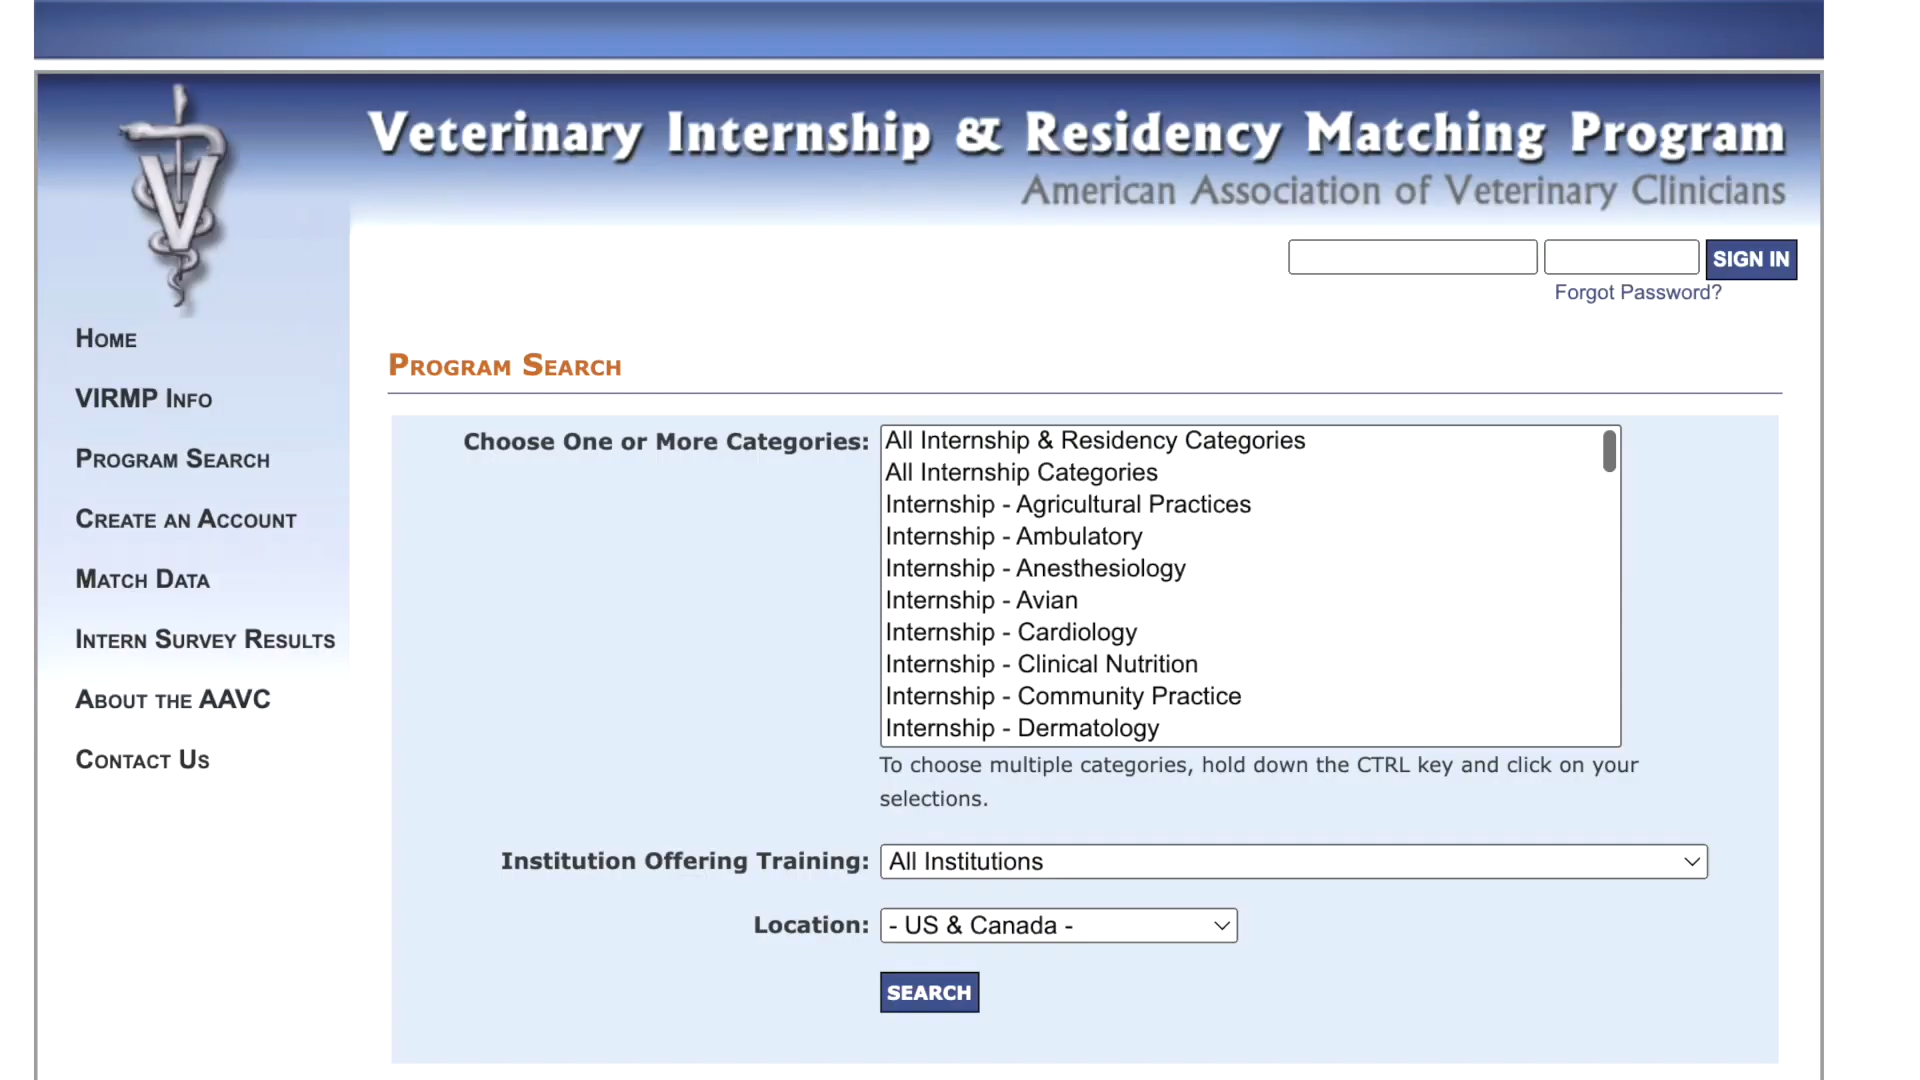 Veterinary Internship & Residency Matching Program
American Association of Veterinary Clinicians
SIGN IN
Forgot Password?
Home
VIRMP Info
Program Search
Create an Account
Match Data
Intern Survey Results
About the AAVC
Contact Us
Program Search
Choose One or More Categories:
All Internship & Residency Categories
All Internship Categories
Internship - Agricultural Practices
Internship - Ambulatory
Internship - Anesthesiology
Internship - Avian
Internship - Cardiology
Internship - Clinical Nutrition
Internship - Community Practice
Internship - Dermatology
To choose multiple categories, hold down the CTRL key and click on your
selections.
Institution Offering Training: All Institutions
Location: - US & Canada -
SEARCH